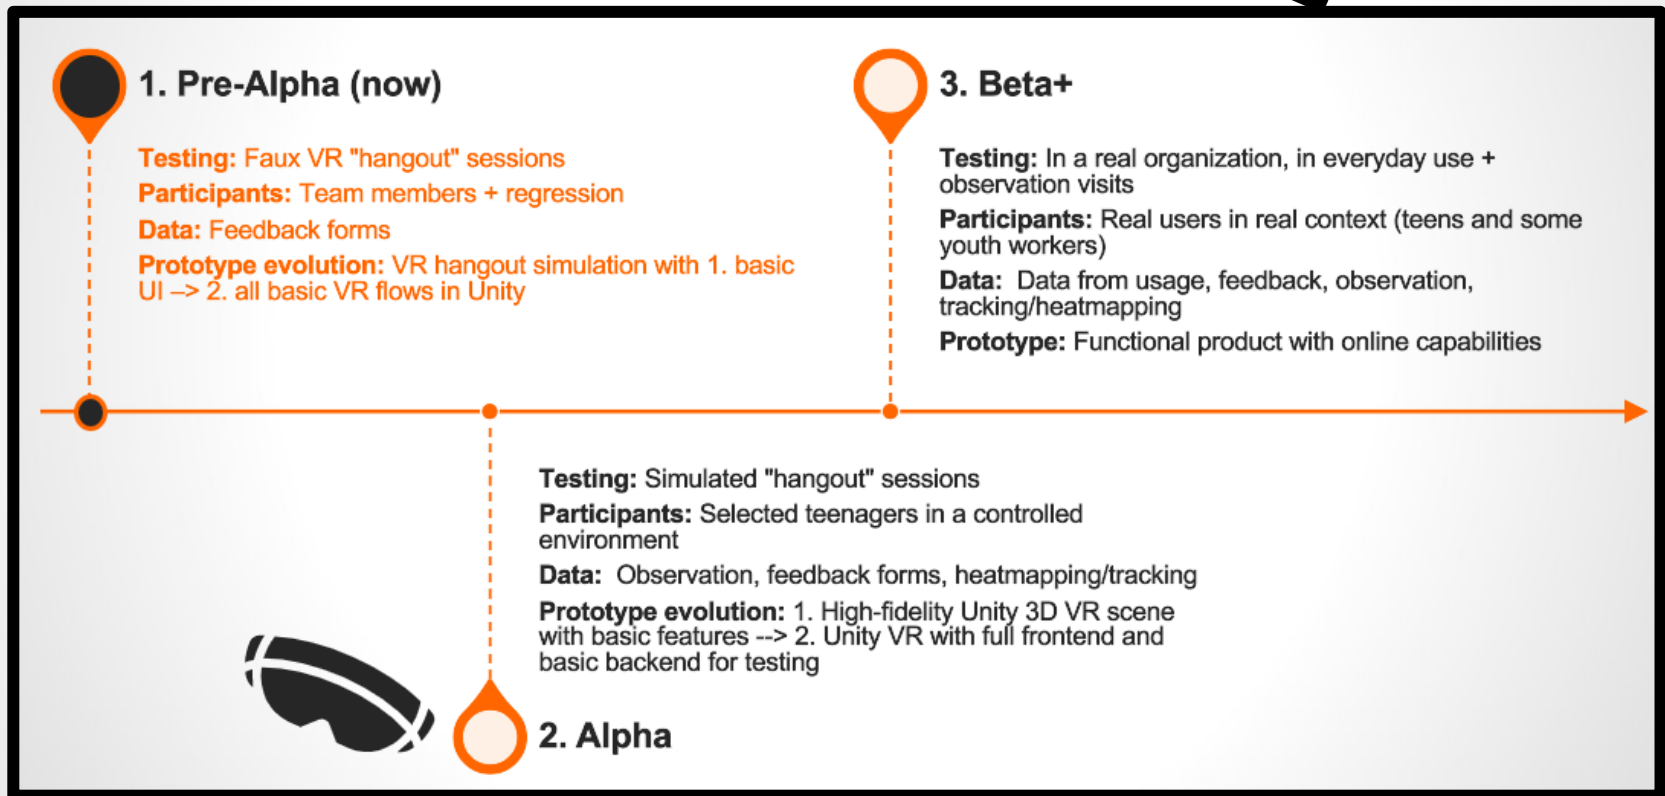 1. Pre-Alpha (now)
Testing: Faux VR "hangout" sessions
Participants: Team members + regression
Data: Feedback forms
Prototype evolution: VR hangout simulation with 1. basic
UI –> 2. all basic VR flows in Unity
3. Beta+
Testing: In a real organization, in everyday use +
observation visits
Participants: Real users in real context (teens and some
youth workers)
Data: Data from usage, feedback, observation,
tracking/heatmapping
Prototype: Functional product with online capabilities
Testing: Simulated "hangout" sessions
Participants: Selected teenagers in a controlled
environment
Data: Observation, feedback forms, heatmapping/tracking
Prototype evolution: 1. High-fidelity Unity 3D VR scene
with basic features --> 2. Unity VR with full frontend and
basic backend for testing
2. Alpha